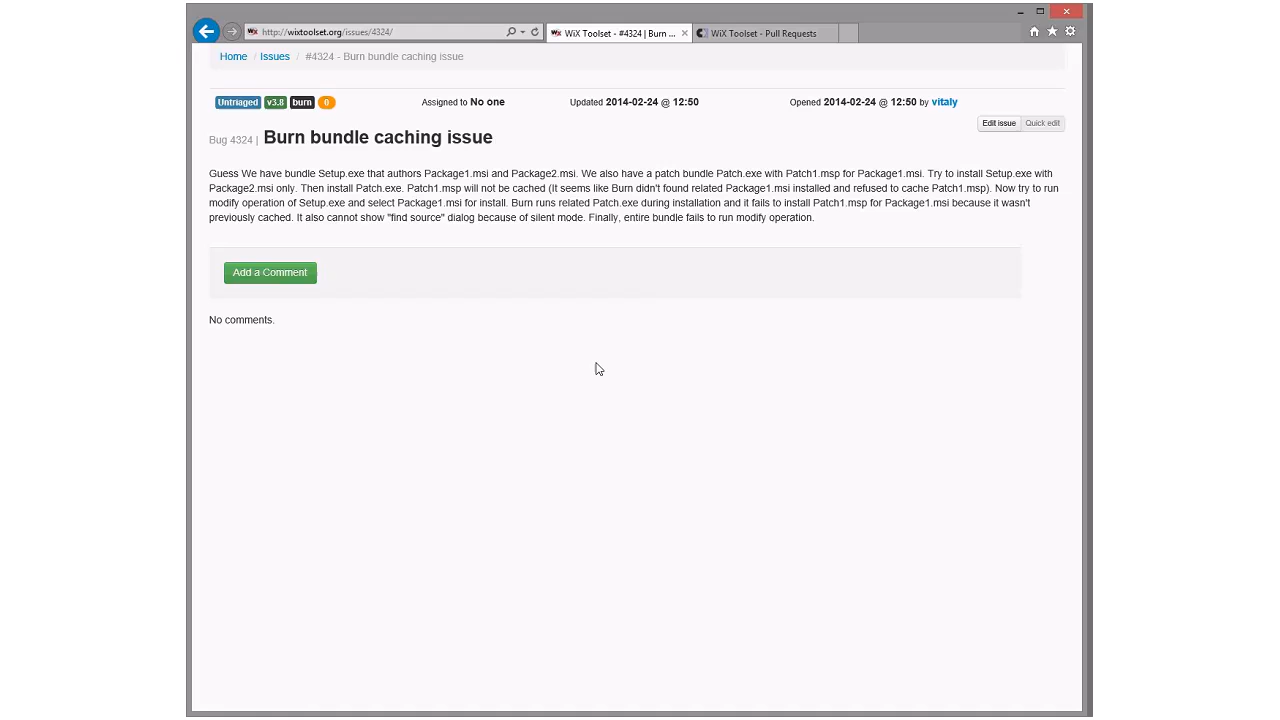 http://wixtoolset.org/issues/4324/
WiX Toolset - #4324 | Burn ...
WiX Toolset - Pull Requests
Home / Issues / #4324 - Burn bundle caching issue
Untriaged v3.8 burn 0 Assigned to No one Updated 2014-02-24 @ 12:50 Opened 2014-02-24 @ 12:50 by vitaly
Edit issue Quick edit
Bug 4324 | Burn bundle caching issue
Guess We have bundle Setup.exe that authors Package1.msi and Package2.msi. We also have a patch bundle Patch.exe with Patch1.msp for Package1.msi. Try to install Setup.exe with
Package2.msi only. Then install Patch.exe. Patch1.msp will not be cached (It seems like Burn didn't found related Package1.msi installed and refused to cache Patch1.msp). Now try to run
modify operation of Setup.exe and select Package1.msi for install. Burn runs related Patch.exe during installation and it fails to install Patch1.msp for Package1.msi because it wasn't
previously cached. It also cannot show "find source" dialog because of silent mode. Finally, entire bundle fails to run modify operation.
Add a Comment
No comments.